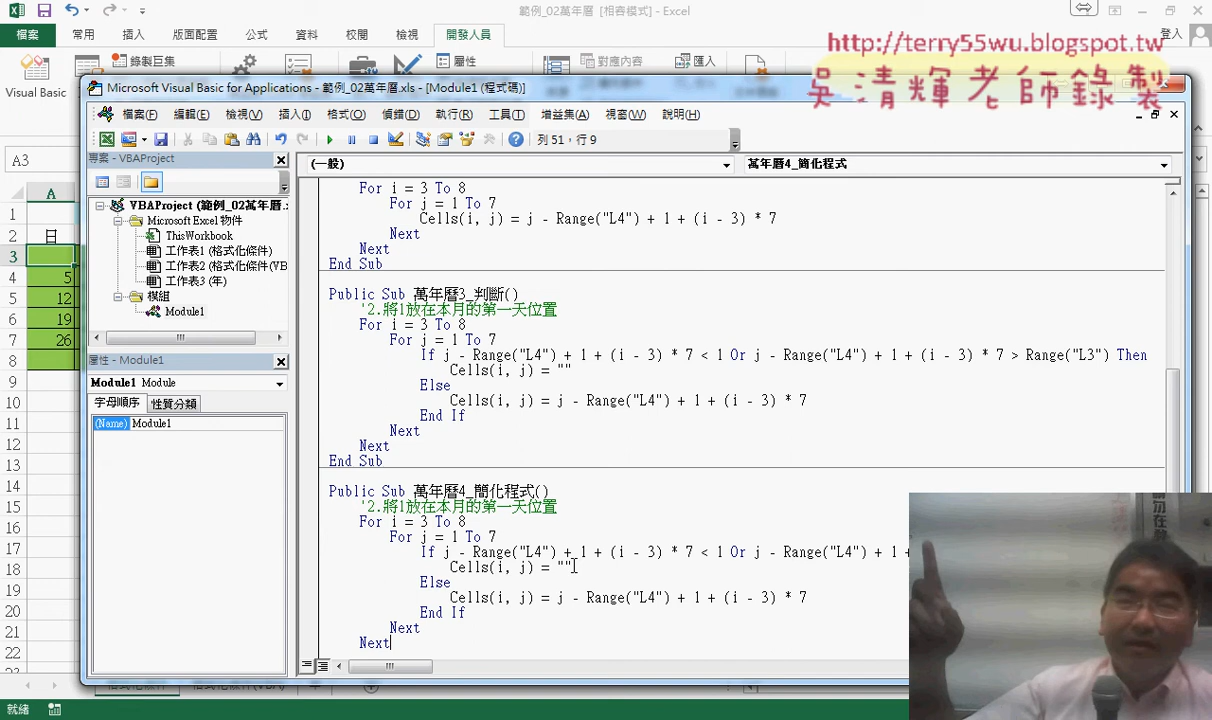 範例_02萬年曆 [相容模式] - Excel
檔案 常用 插入 版面配置 公式 資料 校閱 檢視 開發人員 登入
http://terry55wu.blogspot.tw
吳清輝老師錄製
Visual Basic 錄製巨集 屬性 對應內容 匯入
Microsoft Visual Basic for Applications - 範例_02萬年曆.xls - [Module1 (程式碼)]
檔案(F) 編輯(E) 檢視(V) 插入(I) 格式(O) 偵錯(D) 執行(R) 工具(T) 增益集(A) 視窗(W) 說明(H)
列 51，行 9
A3
專案 - VBAProject
(一般) 萬年曆4_簡化程式
VBAProject (範例_02萬年曆.x
Microsoft Excel 物件
ThisWorkbook
工作表1 (格式化條件)
工作表2 (格式化條件(VB
工作表3 (年)
模組
Module1
屬性 - Module1
Module1 Module
字母順序 性質分類
(Name) Module1
A
1
2 日
3
4 5
5 12
6 19
7 26
8
9
10
11
12
13
14
15
16
17
18
19
20
21
22
For i = 3 To 8
For j = 1 To 7
Cells(i, j) = j - Range("L4") + 1 + (i - 3) * 7
Next
Next
End Sub
Public Sub 萬年曆3_判斷()
'2.將1放在本月的第一天位置
For i = 3 To 8
For j = 1 To 7
If j - Range("L4") + 1 + (i - 3) * 7 < 1 Or j - Range("L4") + 1 + (i - 3) * 7 > Range("L3") Then
Cells(i, j) = ""
Else
Cells(i, j) = j - Range("L4") + 1 + (i - 3) * 7
End If
Next
Next
End Sub
Public Sub 萬年曆4_簡化程式()
'2.將1放在本月的第一天位置
For i = 3 To 8
For j = 1 To 7
If j - Range("L4") + 1 + (i - 3) * 7 < 1 Or j - Range("L4") + 1 +
Cells(i, j) = ""
Else
Cells(i, j) = j - Range("L4") + 1 + (i - 3) * 7
End If
Next
Next
就緒